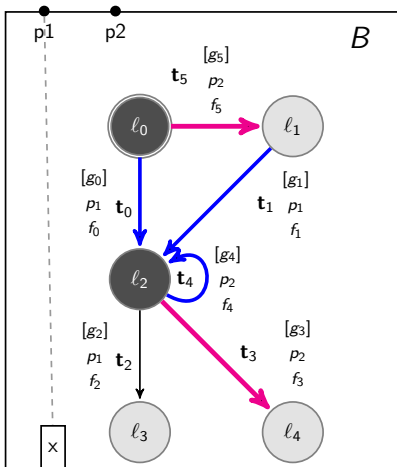 p1 p2 B
[g₅]
t₅ p₂
f₅
ℓ₀ ℓ₁
[g₀] [g₁]
p₁ t₀ t₁ p₁
f₀ f₁
[g₄]
ℓ₂ t₄ p₂
f₄
[g₂] [g₃]
p₁ t₂ t₃ p₂
f₂ f₃
ℓ₃ ℓ₄
x